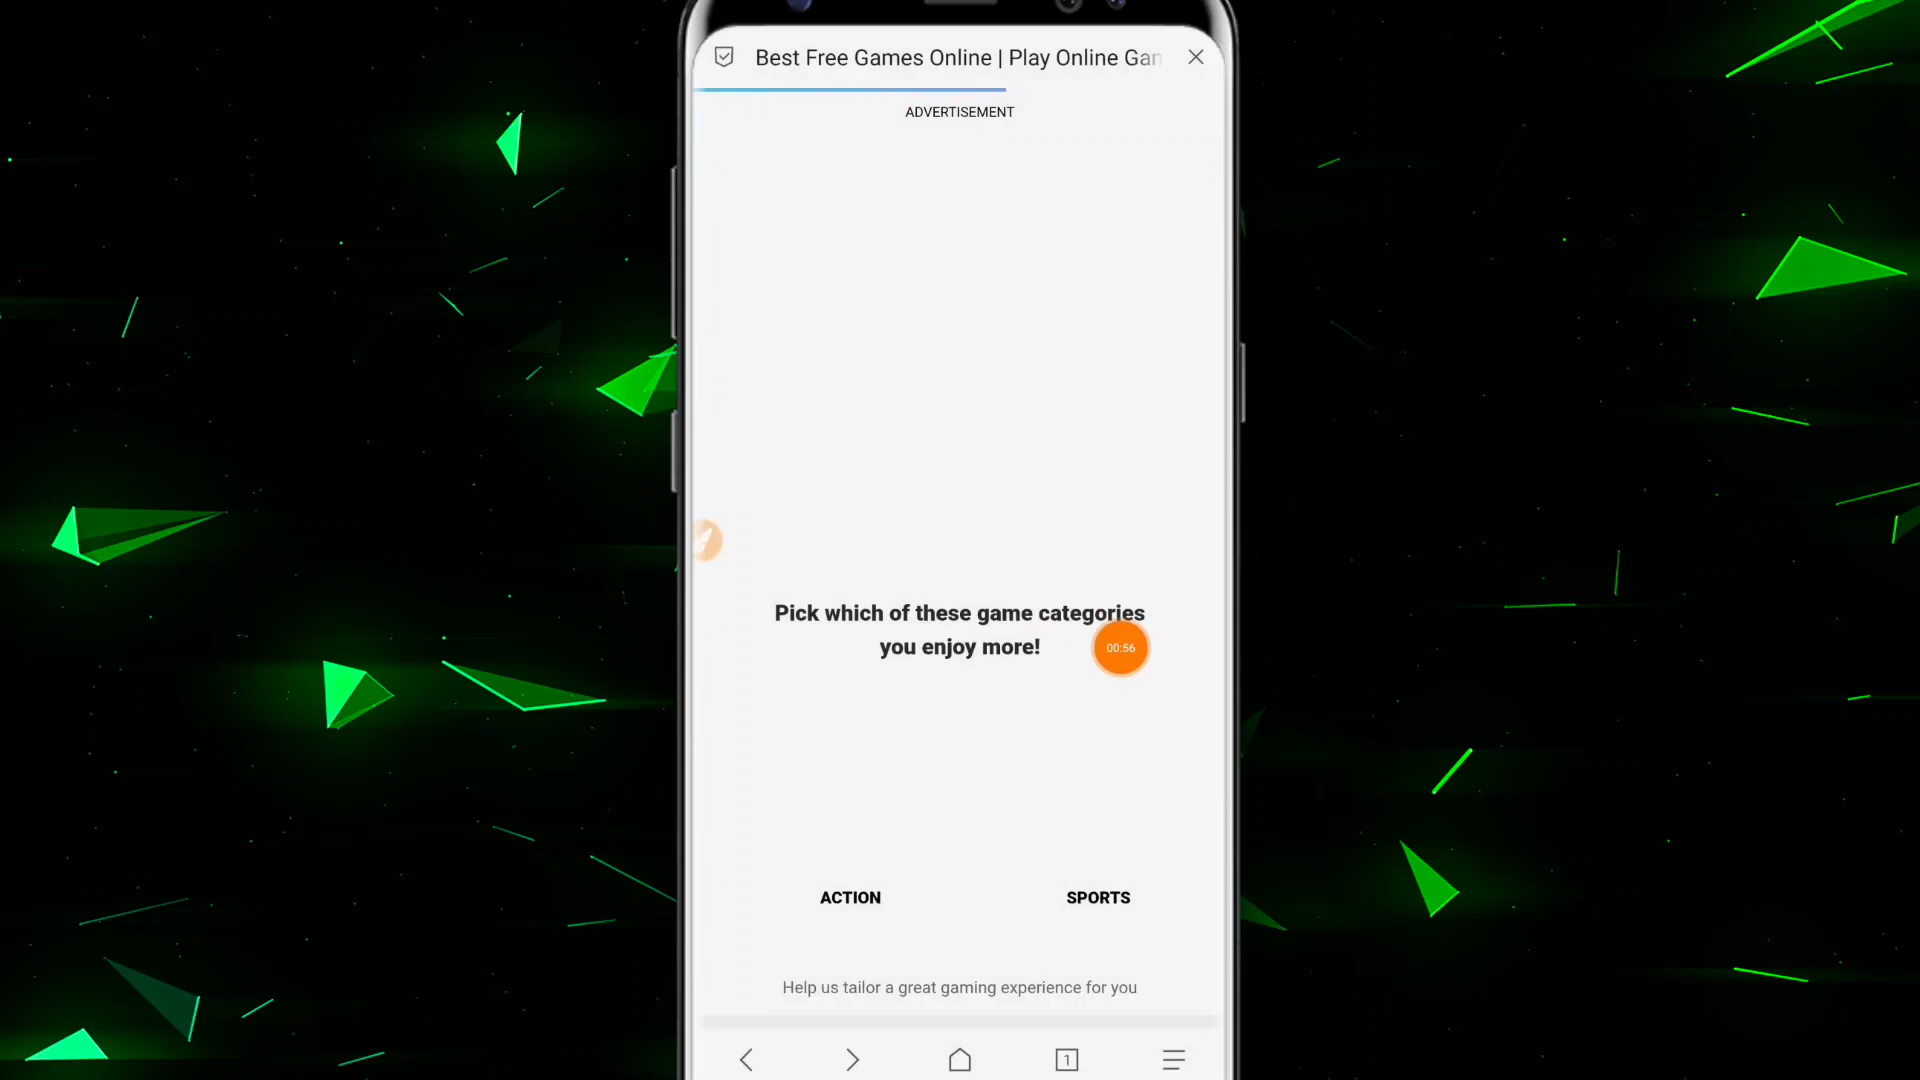 Best Free Games Online | Play Online Gan
ADVERTISEMENT
Pick which of these game categories
you enjoy more!
00:56
ACTION
SPORTS
Help us tailor a great gaming experience for you
1